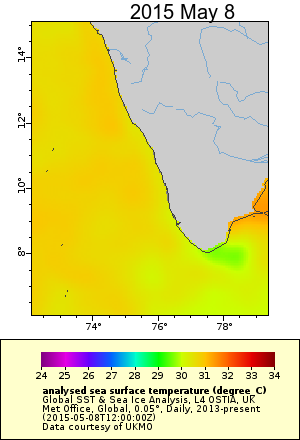 2015 May 8
14°
12°
10°
8°
74° 76° 78°
24 25 26 27 28 29 30 31 32 33 34
analysed sea surface temperature (degree_C)
Global SST & Sea Ice Analysis, L4 OSTIA, UK
Met Office, Global, 0.05°, Daily, 2013-present
(2015-05-08T12:00:00Z)
Data courtesy of UKMO